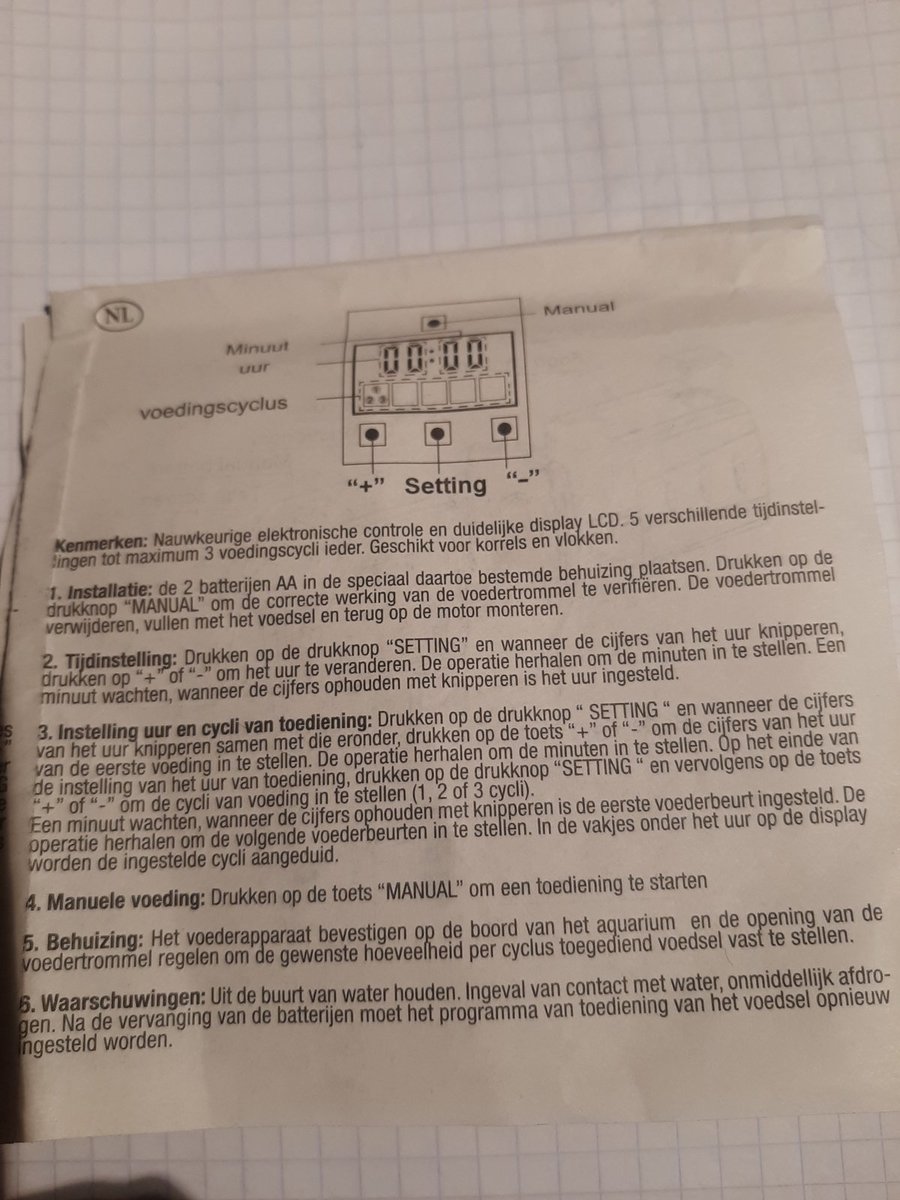 NL
Manual
Minuut
uur
00:00
voedingscyclus
1
2 3
"+" Setting "-"
Kenmerken: Nauwkeurige elektronische controle en duidelijke display LCD. 5 verschillende tijdinstel-
lingen tot maximum 3 voedingscycli ieder. Geschikt voor korrels en vlokken.
1. Installatie: de 2 batterijen AA in de speciaal daartoe bestemde behuizing plaatsen. Drukken op de
drukknop "MANUAL" om de correcte werking van de voedertrommel te verifiëren. De voedertrommel
verwijderen, vullen met het voedsel en terug op de motor monteren.
2. Tijdinstelling: Drukken op de drukknop "SETTING" en wanneer de cijfers van het uur knipperen,
drukken op "+" of "-" om het uur te veranderen. De operatie herhalen om de minuten in te stellen. Een
minuut wachten, wanneer de cijfers ophouden met knipperen is het uur ingesteld.
3. Instelling uur en cycli van toediening: Drukken op de drukknop " SETTING " en wanneer de cijfers
van het uur knipperen samen met die eronder, drukken op de toets "+" of "-" om de cijfers van het uur
van de eerste voeding in te stellen. De operatie herhalen om de minuten in te stellen. Op het einde van
de instelling van het uur van toediening, drukken op de drukknop "SETTING " en vervolgens op de toets
"+" of "-" om de cycli van voeding in te stellen (1, 2 of 3 cycli).
Een minuut wachten, wanneer de cijfers ophouden met knipperen is de eerste voederbeurt ingesteld. De
operatie herhalen om de volgende voederbeurten in te stellen. In de vakjes onder het uur op de display
worden de ingestelde cycli aangeduid.
4. Manuele voeding: Drukken op de toets "MANUAL" om een toediening te starten
5. Behuizing: Het voederapparaat bevestigen op de boord van het aquarium en de opening van de
voedertrommel regelen om de gewenste hoeveelheid per cyclus toegediend voedsel vast te stellen.
6. Waarschuwingen: Uit de buurt van water houden. Ingeval van contact met water, onmiddellijk afdro-
gen. Na de vervanging van de batterijen moet het programma van toediening van het voedsel opnieuw
ingesteld worden.